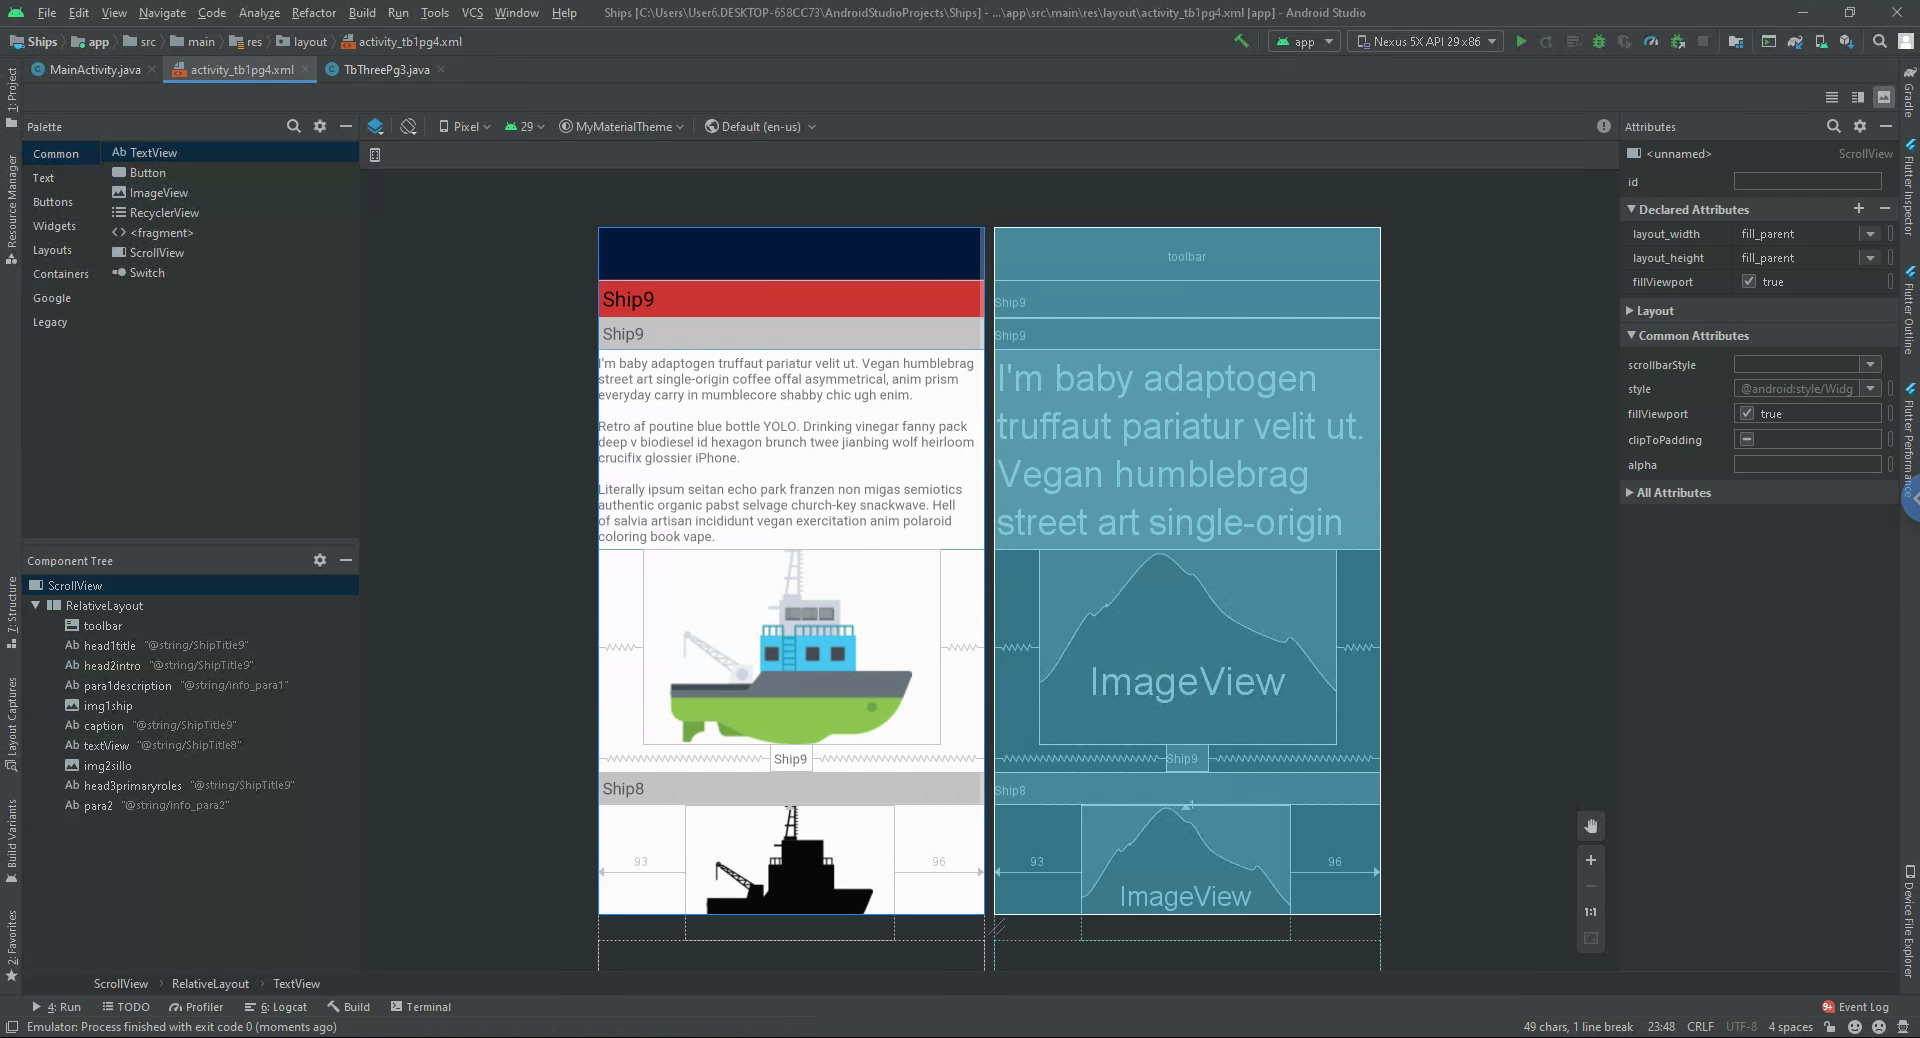 File Edit View Navigate Code Analyze Refactor Build Run Tools VCS Window Help Ships [C:\Users\User6.DESKTOP-658CC73\AndroidStudioProjects\Ships] - ...\app\src\main\res\layout\activity_tb1pg4.xml [app] - Android Studio
Ships app src main res layout activity_tb1pg4.xml app Nexus 5X API 29 x86
MainActivity.java activity_tb1pg4.xml TbThreePg3.java
1: Project
Resource Manager
7: Structure
Layout Captures
Build Variants
2: Favorites
Palette
Common
Text
Buttons
Widgets
Layouts
Containers
Google
Legacy
Ab TextView
Button
ImageView
RecyclerView
<fragment>
ScrollView
Switch
Component Tree
ScrollView
RelativeLayout
toolbar
Ab head1title "@string/ShipTitle9"
Ab head2intro "@string/ShipTitle9"
Ab para1description "@string/info_para1"
img1ship
Ab caption "@string/ShipTitle9"
Ab textView "@string/ShipTitle8"
img2sillo
Ab head3primaryroles "@string/ShipTitle9"
Ab para2 "@string/info_para2"
Pixel 29 MyMaterialTheme Default (en-us)
Ship9
Ship9
I'm baby adaptogen truffaut pariatur velit ut. Vegan humblebrag
street art single-origin coffee offal asymmetrical, anim prism
everyday carry in mumblecore shabby chic ugh enim.
Retro af poutine blue bottle YOLO. Drinking vinegar fanny pack
deep v biodiesel id hexagon brunch twee jianbing wolf heirloom
crucifix glossier iPhone.
Literally ipsum seitan echo park franzen non migas semiotics
authentic organic pabst selvage church-key snackwave. Hell
of salvia artisan incididunt vegan exercitation anim polaroid
coloring book vape.
Ship9
Ship8
93 96
toolbar
Ship9
Ship9
I'm baby adaptogen
truffaut pariatur velit ut.
Vegan humblebrag
street art single-origin
ImageView
Ship9
Ship8
93 96
ImageView
1:1
Attributes
<unnamed> ScrollView
id
Declared Attributes
layout_width fill_parent
layout_height fill_parent
fillViewport true
Layout
Common Attributes
scrollbarStyle
style @android:style/Widg
fillViewport true
clipToPadding
alpha
All Attributes
Gradle
Flutter Inspector
Flutter Outline
Flutter Performance
Device File Explorer
ScrollView RelativeLayout TextView
4: Run TODO Profiler 6: Logcat Build Terminal 9+ Event Log
Emulator: Process finished with exit code 0 (moments ago) 49 chars, 1 line break 23:48 CRLF UTF-8 4 spaces